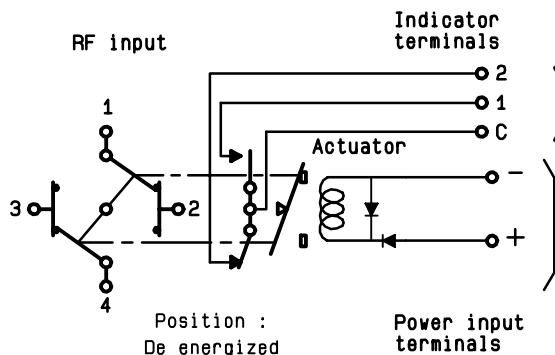 RF input
Indicator
terminals
2
1
C
Actuator
1
3
2
4
-
+
Position :
De energized
Power input
terminals